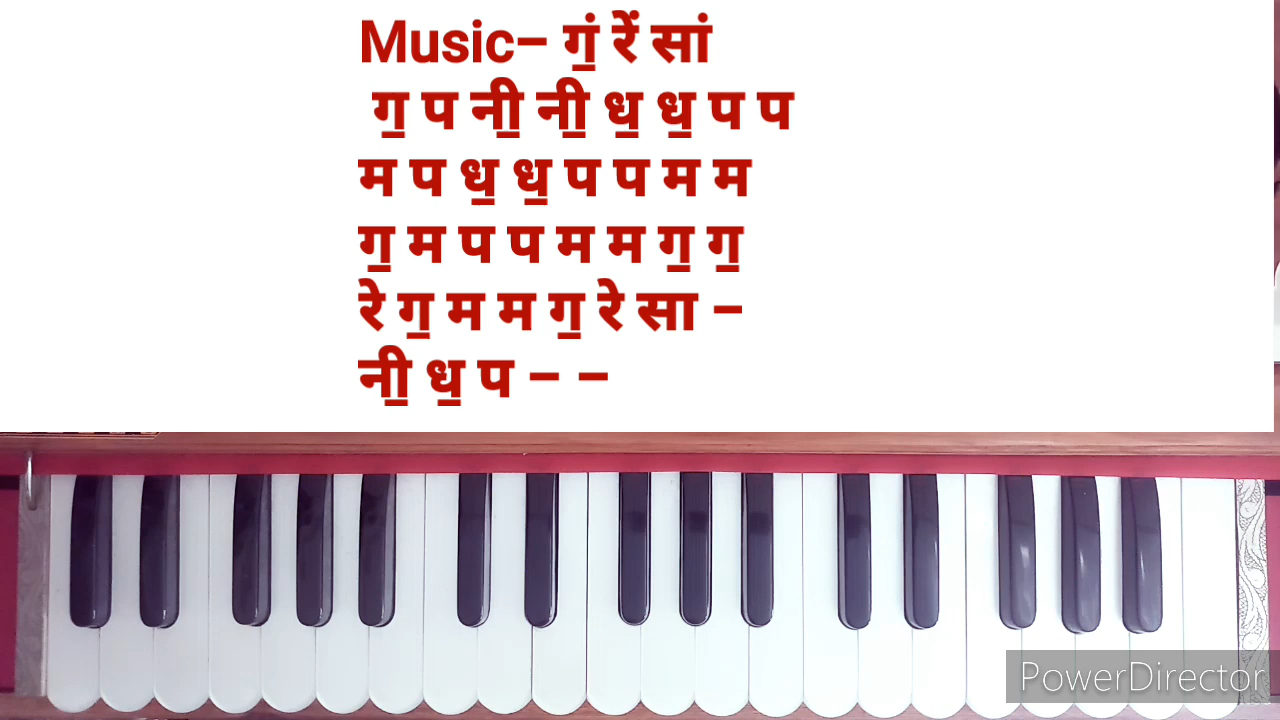 Music– ग॒ं रें सां
ग॒ प नी॒ नी॒ ध॒ ध॒ प प
म प ध॒ ध॒ प प म म
ग॒ म प प म म ग॒ ग॒
रे ग॒ म म ग॒ रे सा –
नी॒ ध॒ प – –
PowerDirector